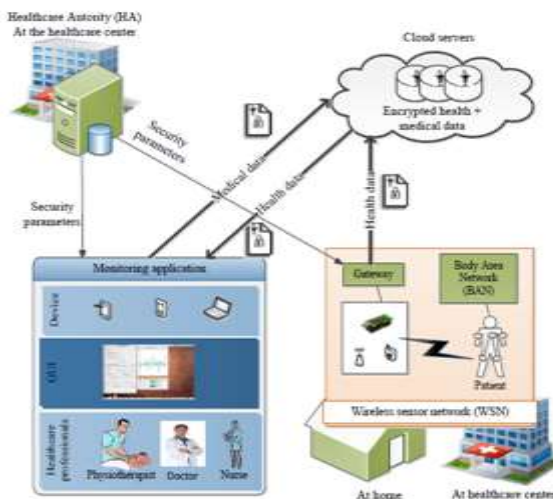 Healthcare Antority (HA)
At the healthcare center
Cloud servers
Encrypted health +
medical data
Security
parameters
Medical data
Health data
Health data
Security
parameters
Monitoring application
Device
GUI
Healthcare
professionals
Physiotherapist
Doctor
Nurse
Gateway
Body Area
Network
(BAN)
Patient
Wireless sensor network (WSN)
At home
At healthcare center